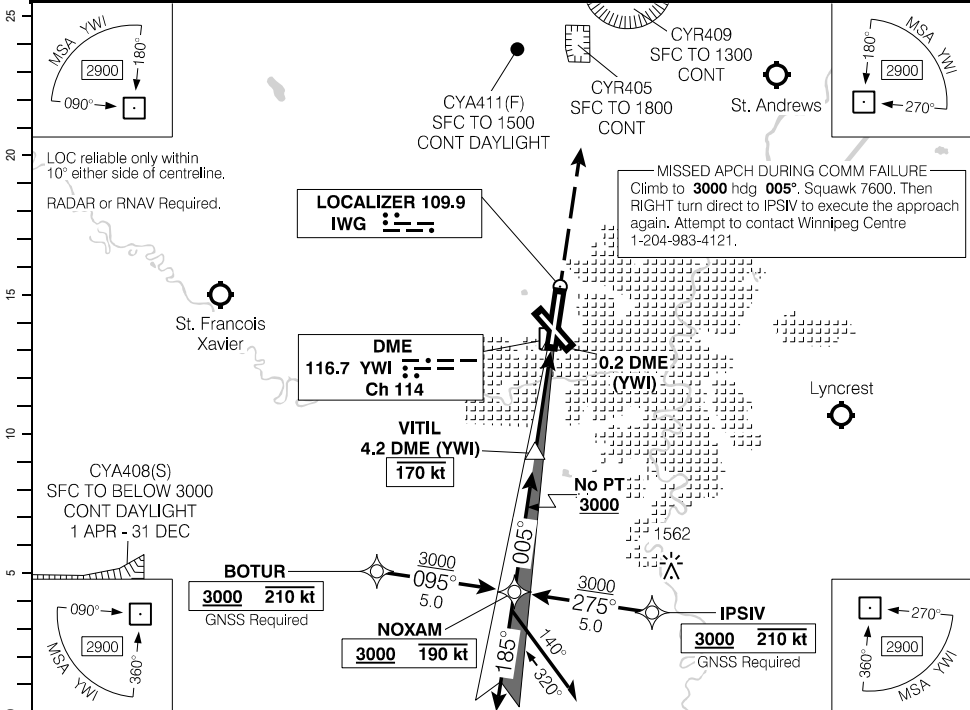 25
MSA YWI
2900
180°
090°
CYR409
SFC TO 1300
CONT
CYR405
SFC TO 1800
CONT
CYA411(F)
SFC TO 1500
CONT DAYLIGHT
St. Andrews
MSA YWI
2900
180°
270°
20
LOC reliable only within
10° either side of centreline.
RADAR or RNAV Required.
MISSED APCH DURING COMM FAILURE
Climb to 3000 hdg 005°. Squawk 7600. Then
RIGHT turn direct to IPSIV to execute the approach
again. Attempt to contact Winnipeg Centre
1-204-983-4121.
LOCALIZER 109.9
IWG
15
St. Francois
Xavier
DME
116.7 YWI
Ch 114
0.2 DME
(YWI)
Lyncrest
10
VITIL
4.2 DME (YWI)
170 kt
No PT
3000
CYA408(S)
SFC TO BELOW 3000
CONT DAYLIGHT
1 APR - 31 DEC
1562
005°
5
BOTUR
3000 210 kt
GNSS Required
3000
095°
5.0
3000
275°
5.0
IPSIV
3000 210 kt
GNSS Required
NOXAM
3000 190 kt
185°
140°
320°
090°
2900
360°
MSA YWI
270°
2900
360°
MSA YWI